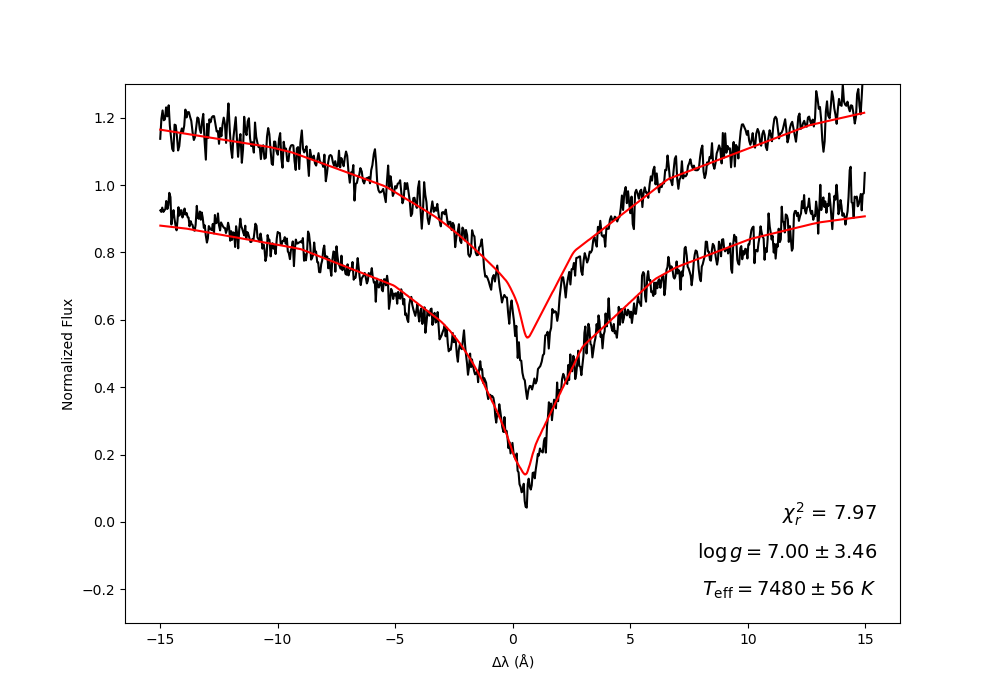 1.2
1.0
0.8
0.6
0.4
0.2
0.0
−0.2
Normalized Flux
χ²ᵣ = 7.97
log g = 7.00 ± 3.46
T_eff = 7480 ± 56 K
−15 −10 −5 0 5 10 15
Δλ (Å)